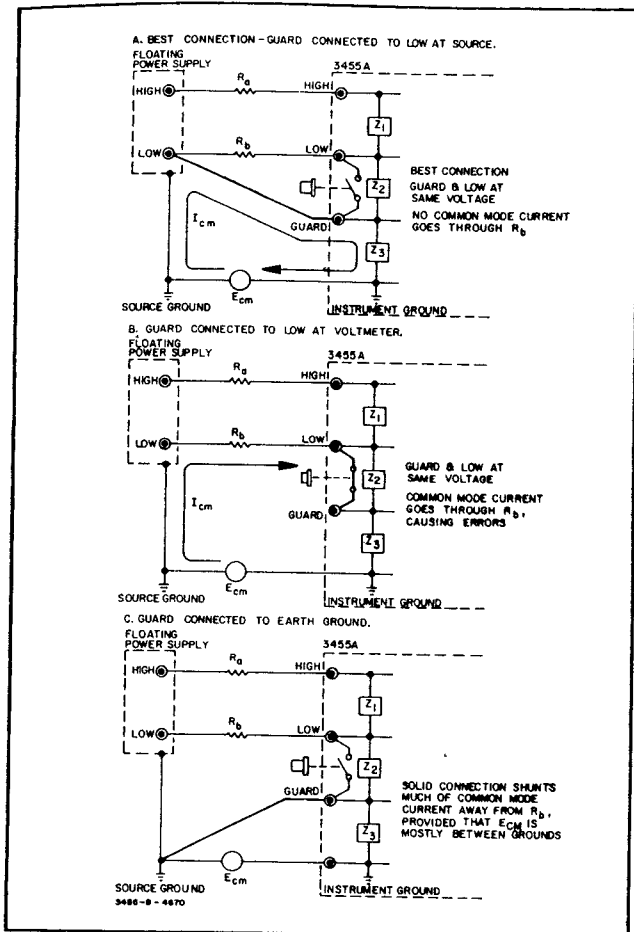 A. BEST CONNECTION-GUARD CONNECTED TO LOW AT SOURCE.
FLOATING
POWER SUPPLY
3455A
HIGH
Ra
HIGH
Z1
LOW
Rb
LOW
BEST CONNECTION
GUARD & LOW AT
SAME VOLTAGE
Z2
NO COMMON MODE CURRENT
GOES THROUGH Rb
Icm
GUARD
Z3
Ecm
SOURCE GROUND
INSTRUMENT GROUND
B. GUARD CONNECTED TO LOW AT VOLTMETER.
FLOATING
POWER SUPPLY
3455A
HIGH
Ra
HIGH
Z1
LOW
Rb
LOW
GUARD & LOW AT
SAME VOLTAGE
Z2
COMMON MODE CURRENT
GOES THROUGH Rb,
CAUSING ERRORS
Icm
GUARD
Z3
Ecm
SOURCE GROUND
INSTRUMENT GROUND
C. GUARD CONNECTED TO EARTH GROUND.
FLOATING
POWER SUPPLY
3455A
HIGH
Ra
HIGH
Z1
LOW
Rb
LOW
Z2
SOLID CONNECTION SHUNTS
MUCH OF COMMON MODE
CURRENT AWAY FROM Rb,
PROVIDED THAT ECM IS
MOSTLY BETWEEN GROUNDS
GUARD
Z3
Ecm
SOURCE GROUND
INSTRUMENT GROUND
3455-B-4670